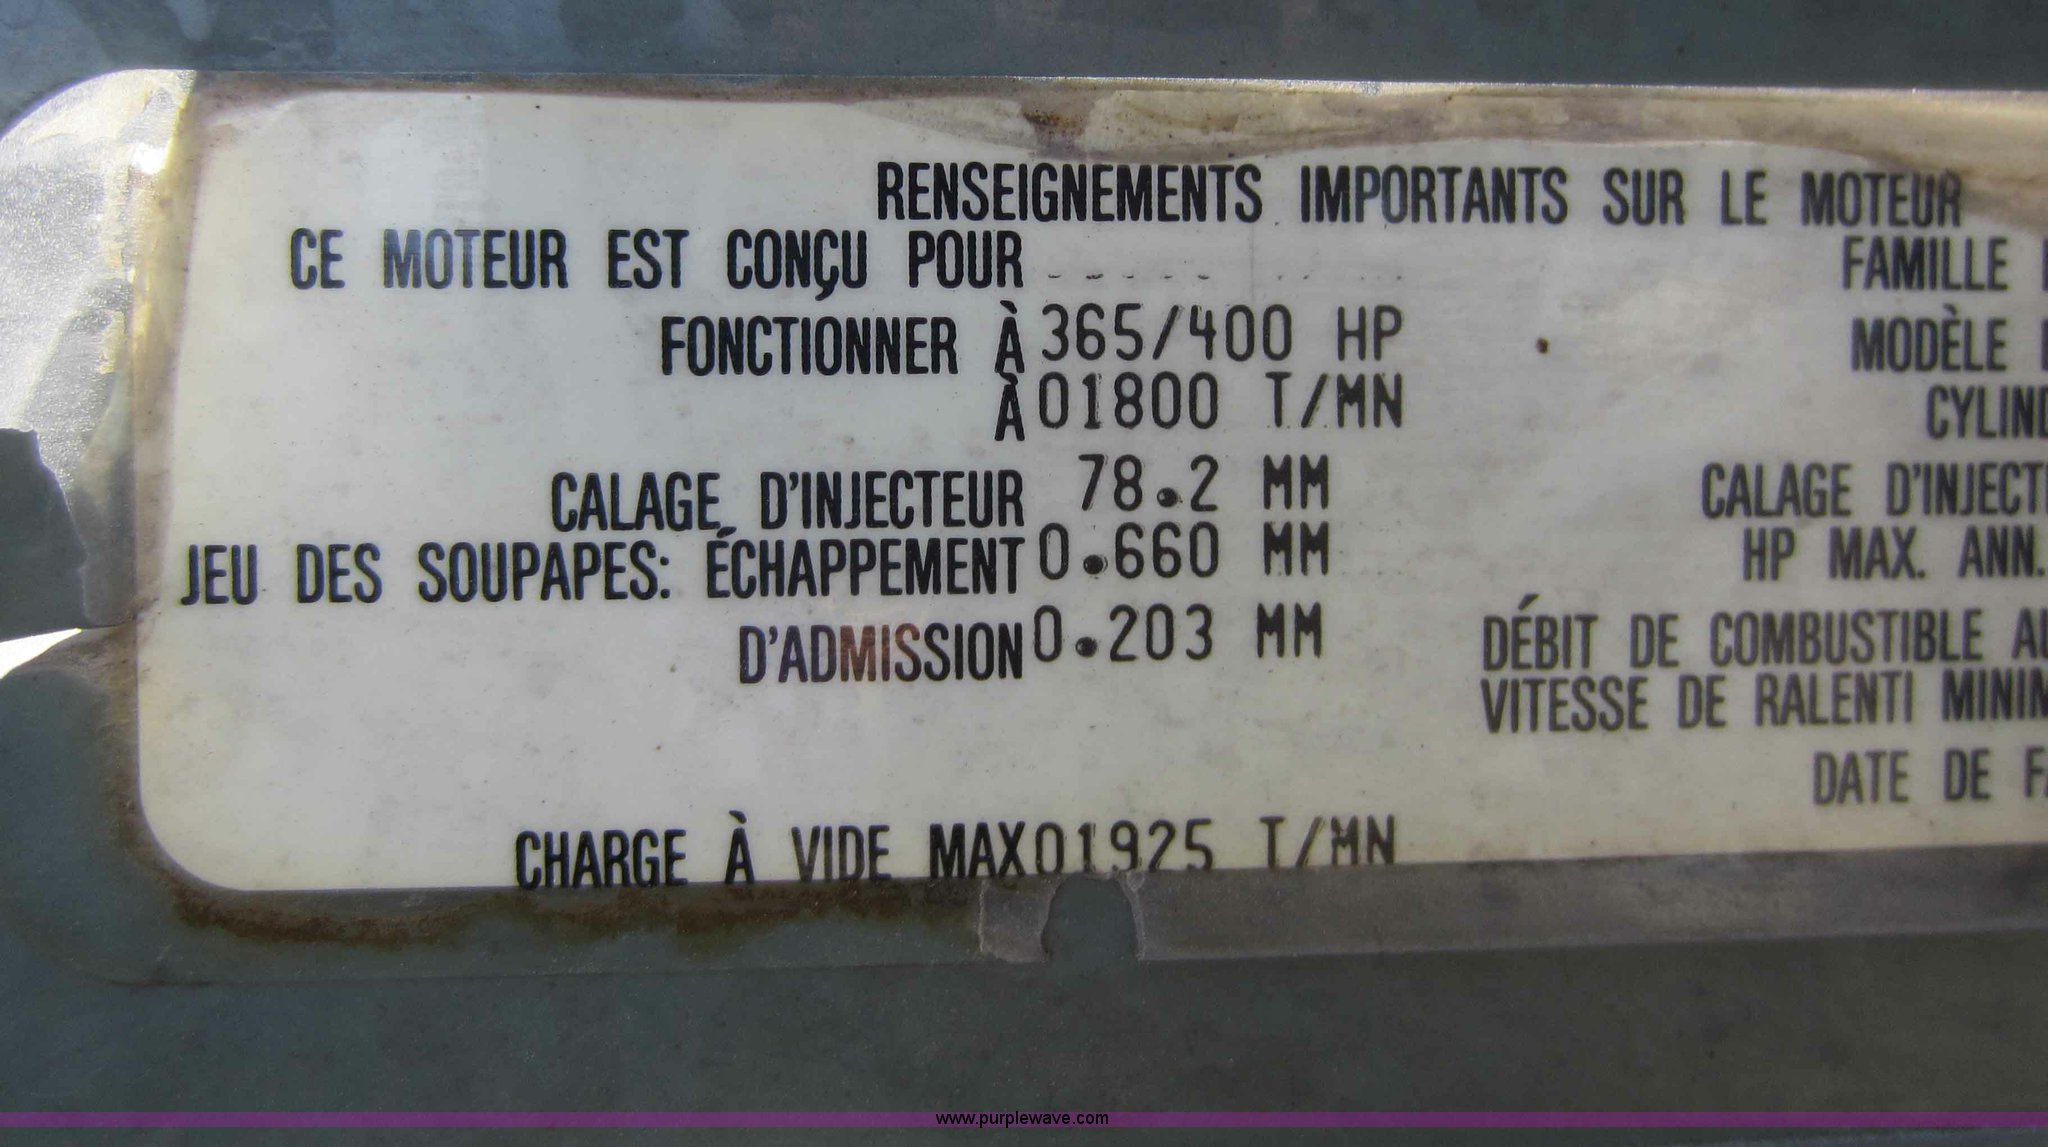 RENSEIGNEMENTS IMPORTANTS SUR LE MOTEUR
CE MOTEUR EST CONÇU POUR
FONCTIONNER À 365/400 HP
À 01800 T/MN
CALAGE D'INJECTEUR 78.2 MM
JEU DES SOUPAPES: ÉCHAPPEMENT 0.660 MM
D'ADMISSION 0.203 MM
CHARGE À VIDE MAX 01925 T/MN
FAMILLE
MODÈLE
CALAGE
HP MAX. ANN.
DÉBIT DE COMBUSTIBLE
VITESSE DE RALENTI
DATE DE
www.purplewave.com